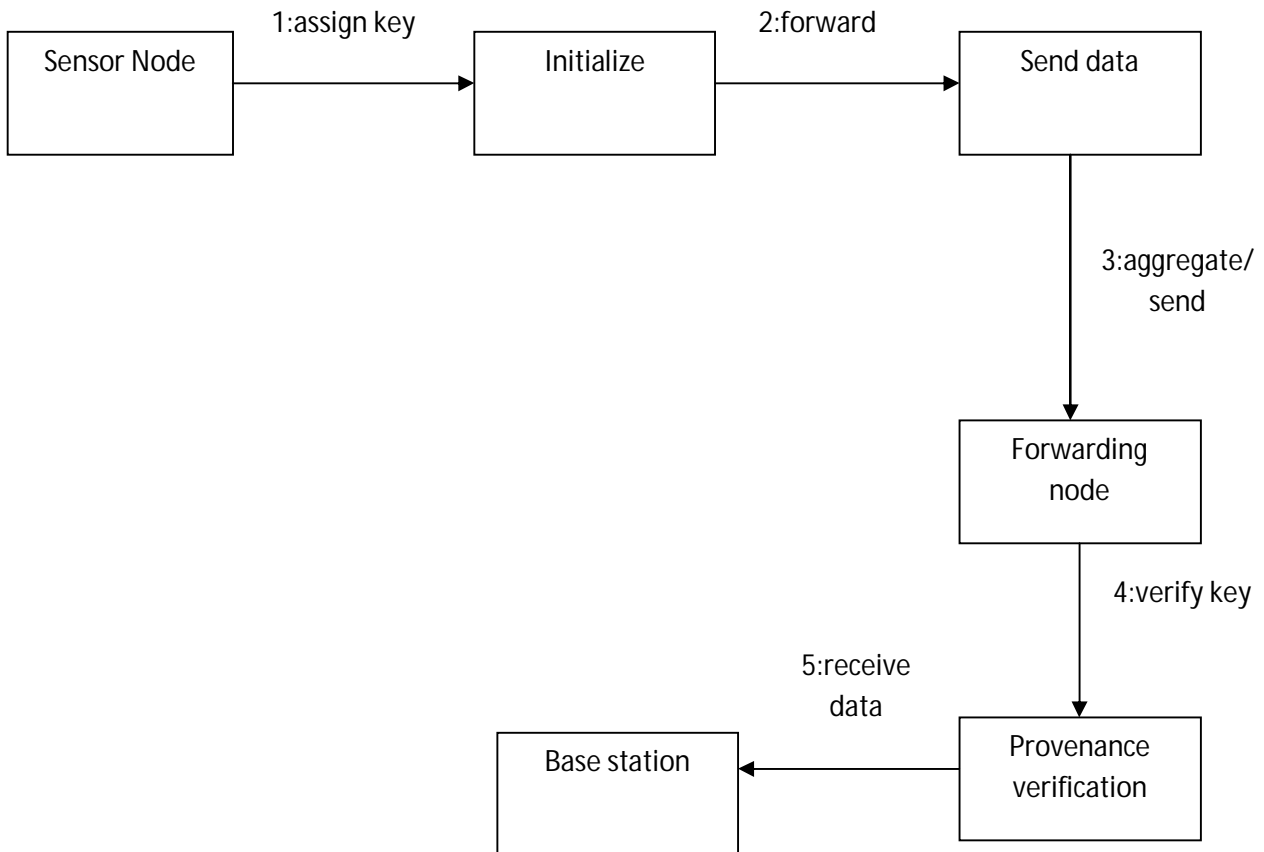 1:assign key
2:forward
Sensor Node
Initialize
Send data
3:aggregate/
send
Forwarding
node
4:verify key
5:receive
data
Provenance
verification
Base station